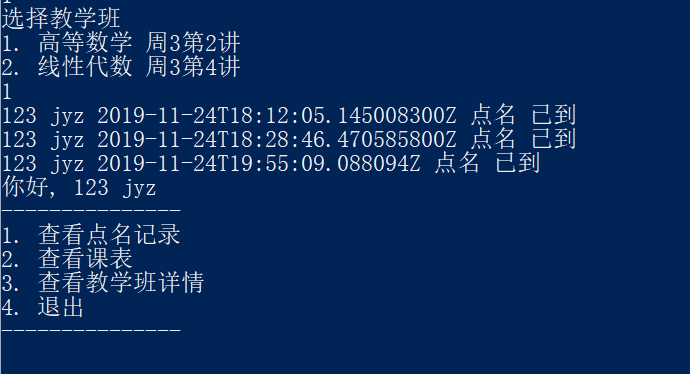 选择教学班
1. 高等数学 周3第2讲
2. 线性代数 周3第4讲
1
123 jyz 2019-11-24T18:12:05.145008300Z 点名 已到
123 jyz 2019-11-24T18:28:46.470585800Z 点名 已到
123 jyz 2019-11-24T19:55:09.088094Z 点名 已到
你好, 123 jyz
---------------
1. 查看点名记录
2. 查看课表
3. 查看教学班详情
4. 退出
---------------